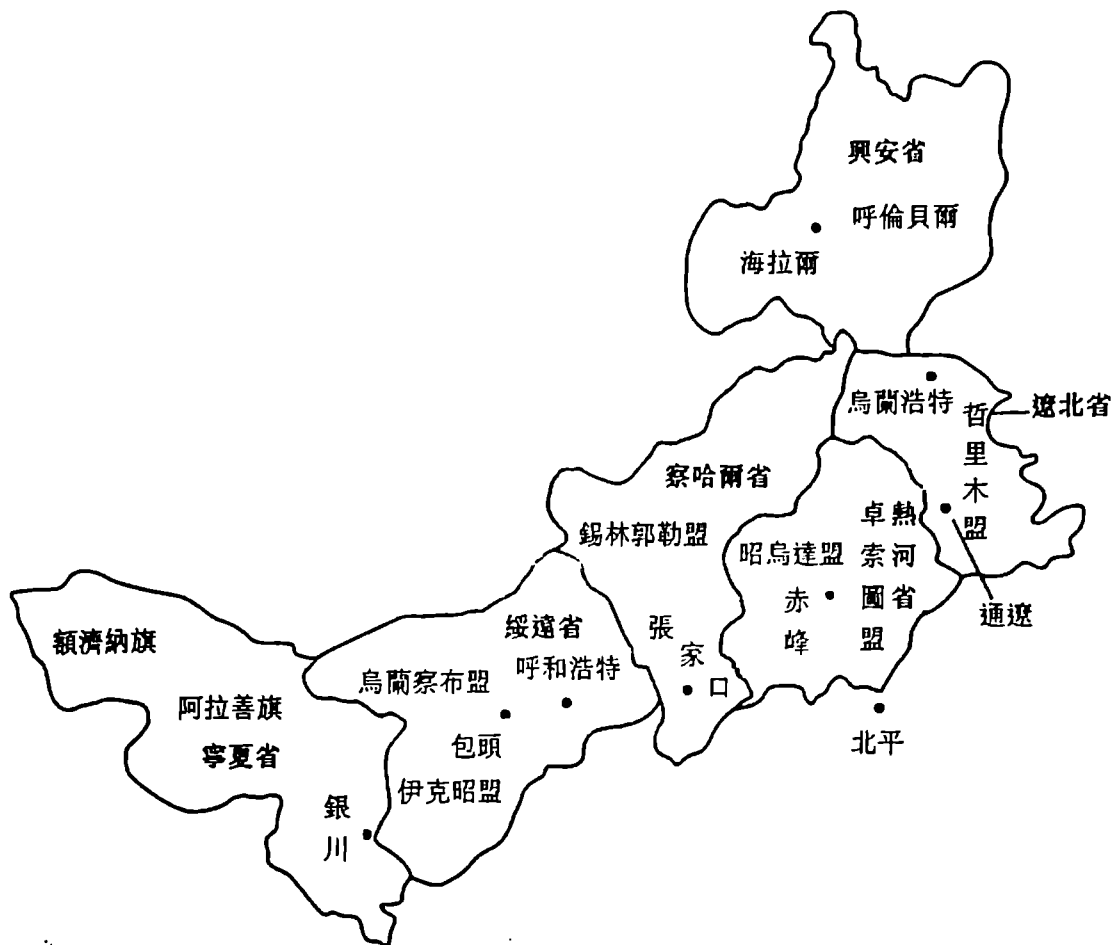 興安省
呼倫貝爾
海拉爾
烏蘭浩特
哲里木盟
遼北省
察哈爾省
錫林郭勒盟
昭烏達盟
卓索圖盟
熱河省
赤峰
通遼
額濟納旗
綏遠省
呼和浩特
張家口
烏蘭察布盟
阿拉善旗
寧夏省
包頭
北平
伊克昭盟
銀川